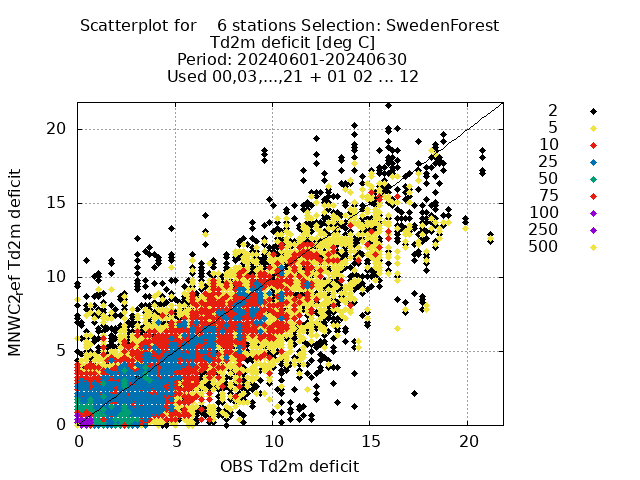 Scatterplot for 6 stations Selection: SwedenForest
Td2m deficit [deg C]
Period: 20240601-20240630
Used 00,03,...,21 + 01 02 ... 12
MNWC2,ef Td2m deficit
20
15
10
5
0
0 5 10 15 20
OBS Td2m deficit
2
5
10
25
50
75
100
250
500